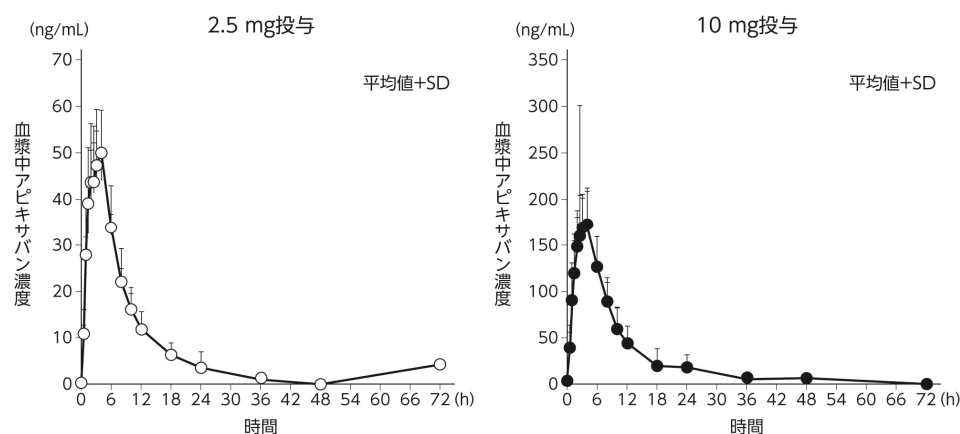 2.5 mg投与
(ng/mL)
平均値+SD
血漿中アピキサバン濃度
70
60
50
40
30
20
10
0
0 6 12 18 24 30 36 42 48 54 60 66 72 (h)
時間
10 mg投与
(ng/mL)
平均値+SD
血漿中アピキサバン濃度
350
300
250
200
150
100
50
0
0 6 12 18 24 30 36 42 48 54 60 66 72 (h)
時間